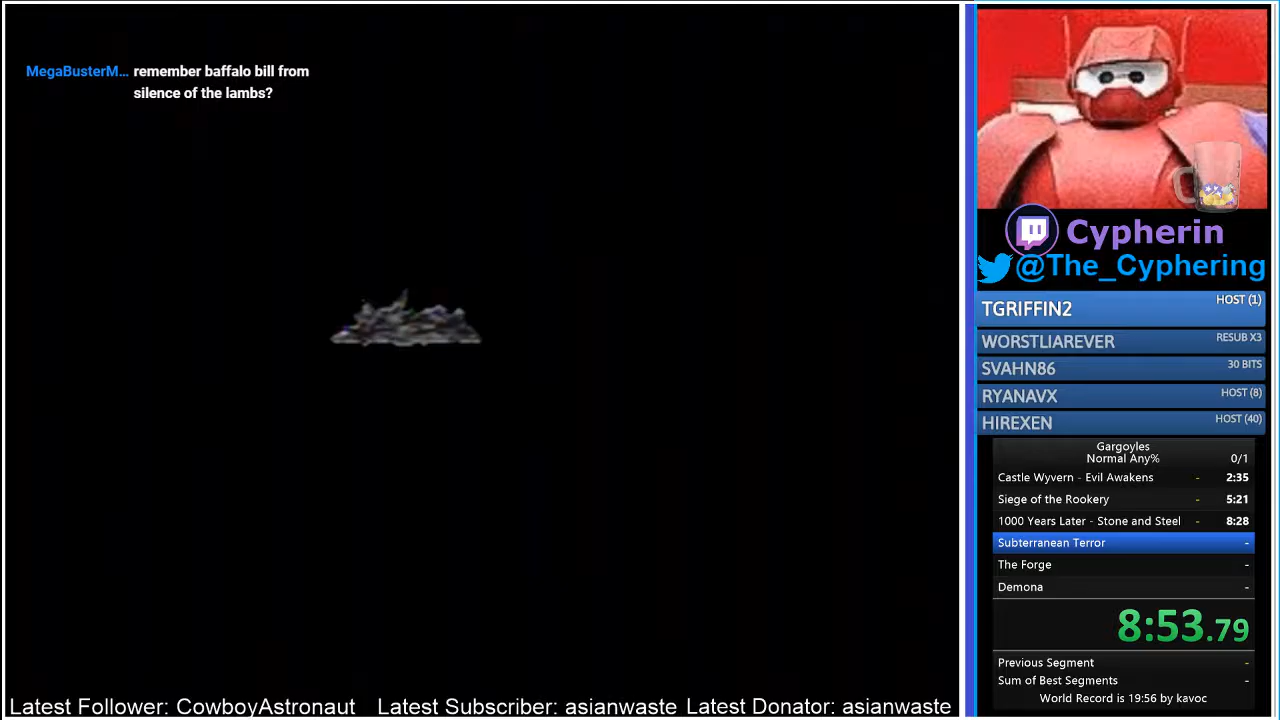 MegaBusterM... remember baffalo bill from
silence of the lambs?
Cypherin
@The_Cyphering
TGRIFFIN2 HOST (1)
WORSTLIAREVER RESUB X3
SVAHN86 30 BITS
RYANAVX HOST (8)
HIREXEN HOST (40)
Gargoyles
Normal Any% 0/1
Castle Wyvern - Evil Awakens - 2:35
Siege of the Rookery - 5:21
1000 Years Later - Stone and Steel - 8:28
Subterranean Terror -
The Forge -
Demona -
8:53.79
Previous Segment -
Sum of Best Segments -
World Record is 19:56 by kavoc
Latest Follower: CowboyAstronaut Latest Subscriber: asianwaste Latest Donator: asianwaste